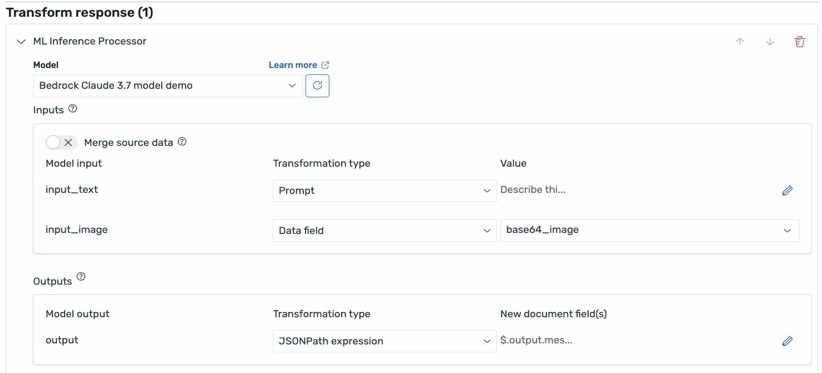 Transform response (1)
ML Inference Processor
Model Learn more
Bedrock Claude 3.7 model demo
Inputs
Merge source data
Model input Transformation type Value
input_text Prompt Describe thi...
input_image Data field base64_image
Outputs
Model output Transformation type New document field(s)
output JSONPath expression $.output.mes...